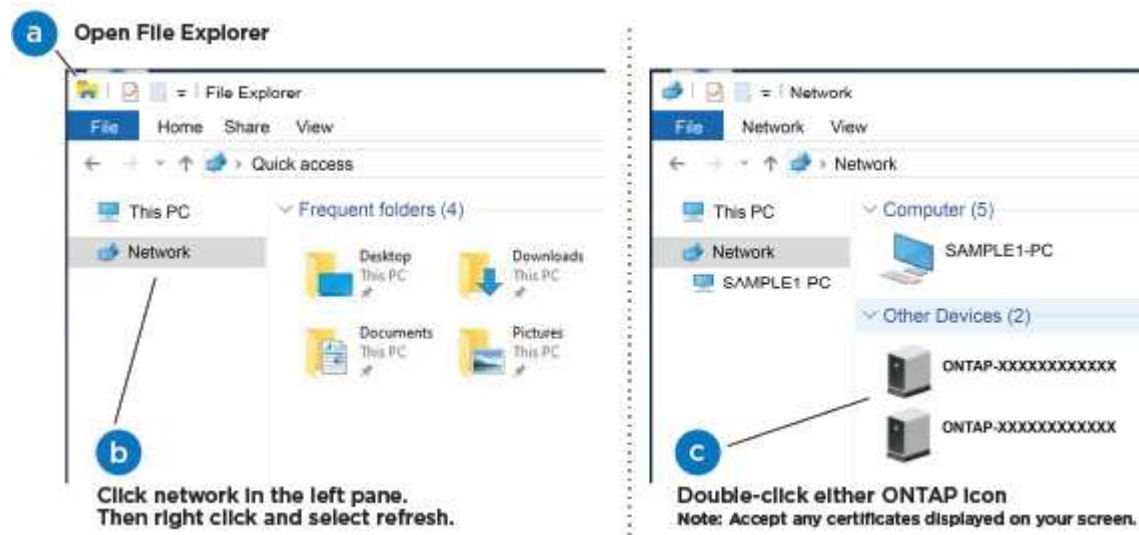 a
Open File Explorer
File Explorer
File Home Share View
Quick access
This PC
Network
Frequent folders (4)
Desktop
This PC
Downloads
This PC
Documents
This PC
Pictures
This PC
b
Click network in the left pane.
Then right click and select refresh.
Network
File Network View
Network
This PC
Network
SAMPLE1 PC
Computer (5)
SAMPLE1-PC
Other Devices (2)
ONTAP-XXXXXXXXXXXX
ONTAP-XXXXXXXXXXXX
c
Double-click either ONTAP icon
Note: Accept any certificates displayed on your screen.